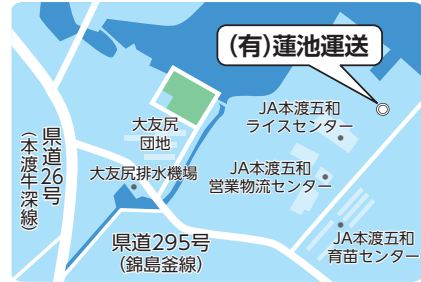 (有)蓮池運送
JA本渡五和
ライスセンター
大友尻
団地
大友尻排水機場
JA本渡五和
営業物流センター
県道26号
(本渡牛深線)
県道295号
(錦島釜線)
JA本渡五和
育苗センター